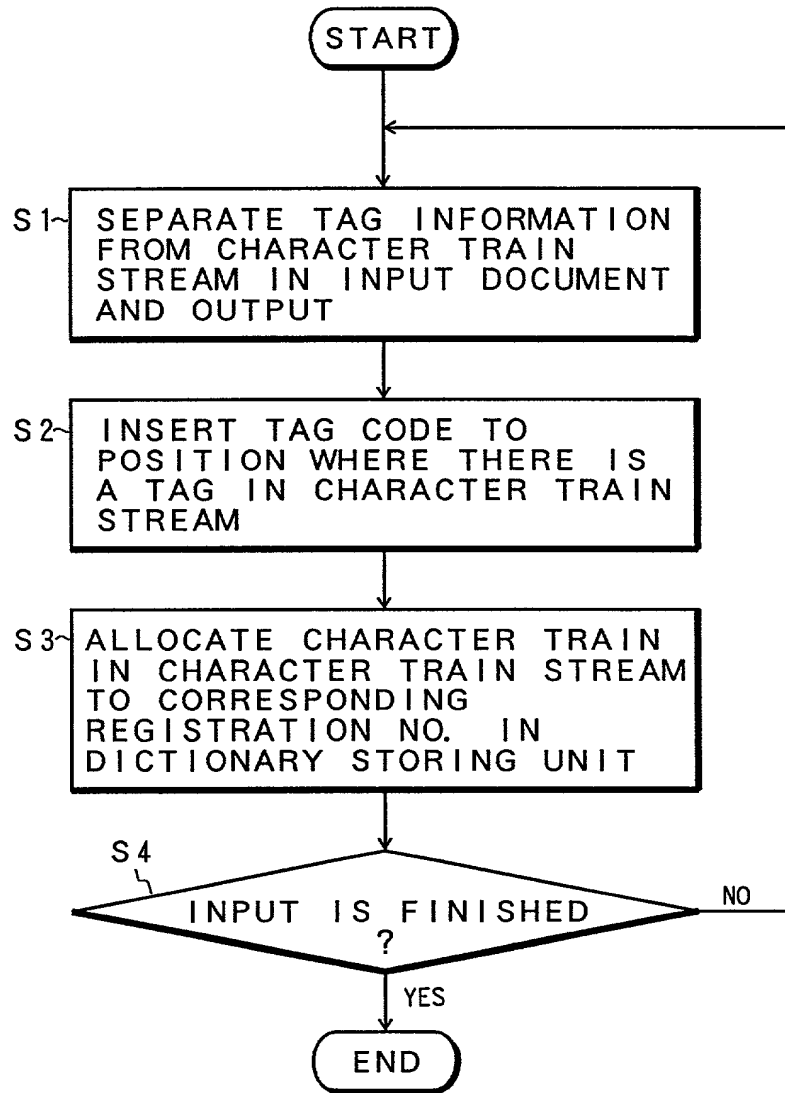 START
S1
SEPARATE TAG INFORMATION
FROM CHARACTER TRAIN
STREAM IN INPUT DOCUMENT
AND OUTPUT
S2
INSERT TAG CODE TO
POSITION WHERE THERE IS
A TAG IN CHARACTER TRAIN
STREAM
S3
ALLOCATE CHARACTER TRAIN
IN CHARACTER TRAIN STREAM
TO CORRESPONDING
REGISTRATION NO. IN
DICTIONARY STORING UNIT
S4
INPUT IS FINISHED
?
NO
YES
END